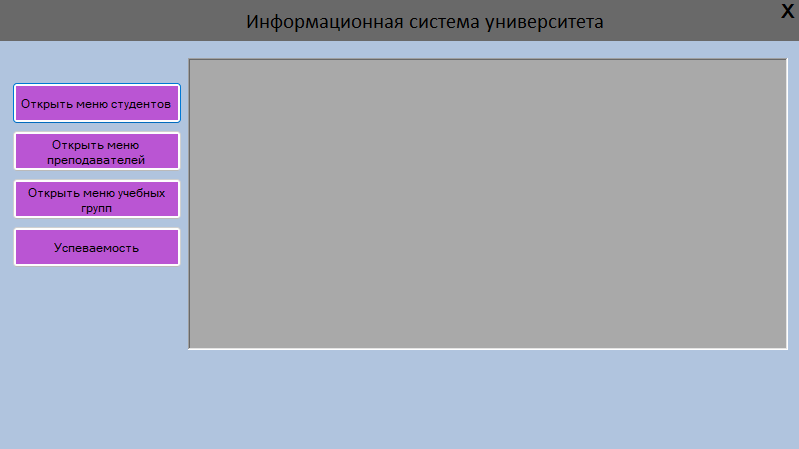 Информационная система университета
X
Открыть меню студентов
Открыть меню
преподавателей
Открыть меню учебных
групп
Успеваемость